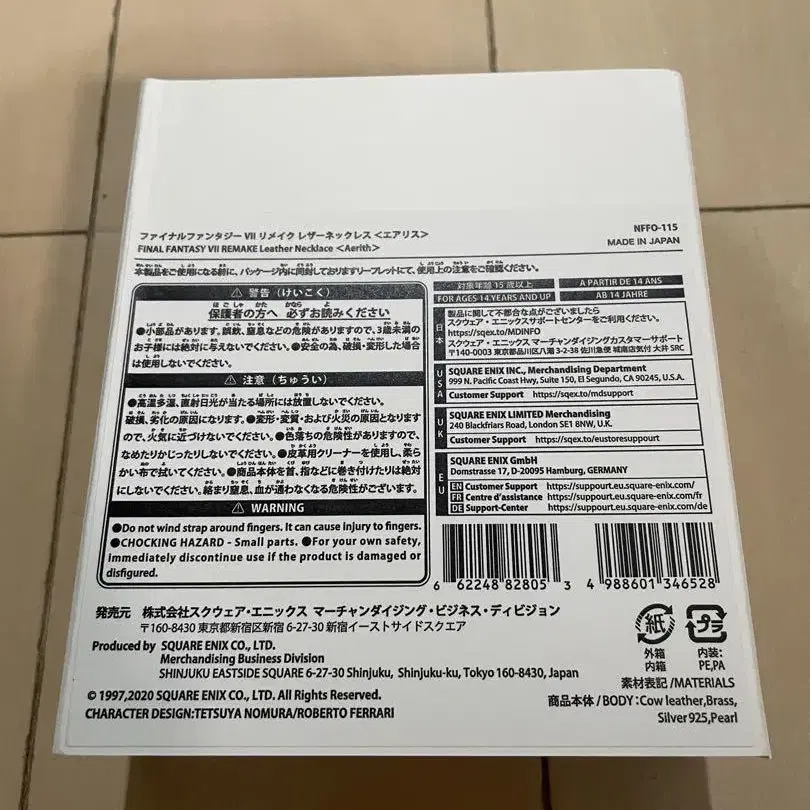 ファイナルファンタジー VII リメイク レザーネックレス <エアリス>
FINAL FANTASY VII REMAKE Leather Necklace <Aerith>
NFFO-115
MADE IN JAPAN
本製品をご使用になる前に、パッケージ内に同封しておりますリーフレットにて、使用上の注意をご確認ください。
⚠ 警告(けいこく)
保護者の方へ 必ずお読みください
●小部品があります。誤飲、窒息などの危険がありますので、3歳未満の
お子様には絶対に与えないでください。●安全の為、破損・変形した場合
は使用しないでください。
⚠ 注意(ちゅうい)
●高温多湿、直射日光が当たる場所には放置しないでください。
破損、劣化の原因になります。●変形・変質・および火災の原因となります
ので、火気に近づけないでください。●色落ちの危険性がありますので、
なめたりかじったりしないでください。●皮革用クリーナーを使用し、柔ら
かい布で拭いてください。●商品本体を首、指などに巻き付けたりは絶対
にしないでください。絡まり窒息、血が通わなくなる危険性がございます。
⚠ WARNING
●Do not wind strap around fingers. It can cause injury to fingers.
●CHOCKING HAZARD - Small parts. ●For your own safety,
immediately discontinue use if the product is damaged or
disfigured.
対象年齢 15 歳以上
A PARTIR DE 14 ANS
FOR AGES 14 YEARS AND UP
AB 14 JAHRE
日本
製品に関して不都合な点がございましたら
スクウェア・エニックスサポートセンターをご利用ください。
https://sqex.to/MDINFO
スクウェア・エニックス マーチャンダイジングカスタマーサポート
〒140-0003 東京都品川区八潮 3-2-38 佐川急便 城南店気付 大井 SRC
USA
SQUARE ENIX INC., Merchandising Department
999 N. Pacific Coast Hwy, Suite 150, El Segundo, CA 90245, U.S.A.
Customer Support https://sqex.to/mdsupport
UK
SQUARE ENIX LIMITED Merchandising
240 Blackfriars Road, London SE1 8NW, U.K.
Customer Support https://sqex.to/eustoresuppourt
EU
SQUARE ENIX GmbH
Domstrasse 17, D-20095 Hamburg, GERMANY
EN Customer Support https://suppourt.eu.square-enix.com/
FR Centre d'assistance https://suppourt.eu.square-enix.com/fr
DE Support-Center https://suppourt.eu.square-enix.com/de
6 62248 82805 3
4 988601 346528
発売元 株式会社スクウェア・エニックス マーチャンダイジング・ビジネス・ディビジョン
〒160-8430 東京都新宿区新宿 6-27-30 新宿イーストサイドスクエア
Produced by SQUARE ENIX CO., LTD.
Merchandising Business Division
SHINJUKU EASTSIDE SQUARE 6-27-30 Shinjuku, Shinjuku-ku, Tokyo 160-8430, Japan
© 1997, 2020 SQUARE ENIX CO., LTD. All Rights Reserved.
CHARACTER DESIGN:TETSUYA NOMURA/ROBERTO FERRARI
紙
プラ
外箱
内箱
内装:
PE,PA
素材表記/MATERIALS
商品本体/BODY:Cow leather,Brass,
Silver925,Pearl